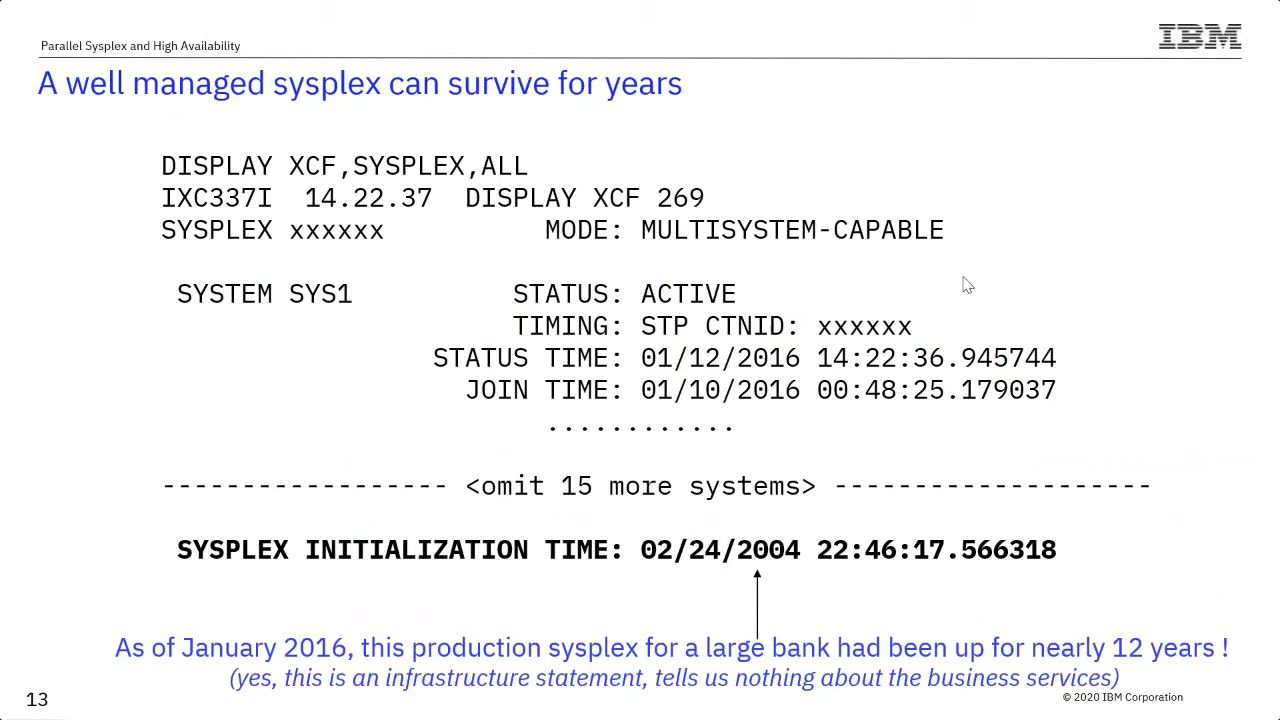 Parallel Sysplex and High Availability
IBM
A well managed sysplex can survive for years
DISPLAY XCF,SYSPLEX,ALL
IXC337I  14.22.37  DISPLAY XCF 269
SYSPLEX xxxxxx          MODE: MULTISYSTEM-CAPABLE
SYSTEM SYS1          STATUS: ACTIVE
TIMING: STP CTNID: xxxxxx
STATUS TIME: 01/12/2016 14:22:36.945744
JOIN TIME: 01/10/2016 00:48:25.179037
............
------------------ <omit 15 more systems> --------------------
SYSPLEX INITIALIZATION TIME: 02/24/2004 22:46:17.566318
As of January 2016, this production sysplex for a large bank had been up for nearly 12 years !
(yes, this is an infrastructure statement, tells us nothing about the business services)
13
© 2020 IBM Corporation